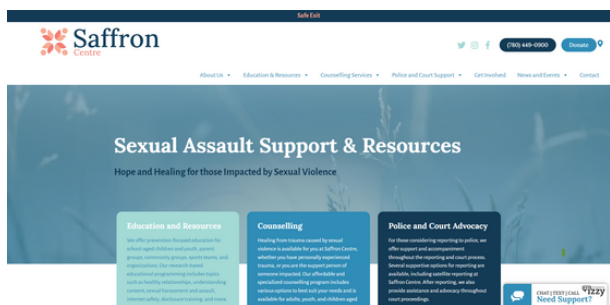 Safe Exit
Saffron
Centre
(780) 449-0900
Donate
About Us
Education & Resources
Counselling Services
Police and Court Support
Get Involved
News and Events
Contact
Sexual Assault Support & Resources
Hope and Healing for those Impacted by Sexual Violence
Education and Resources
We offer prevention-focused education for
school aged children and youth, parent
groups, community groups, sports teams, and
organizations. Our research-based
educational programming includes topics
such as healthy relationships, understanding
consent, sexual harassment and assault,
internet safety, disclosure training, and more.
Counselling
Healing from trauma caused by sexual
violence is available for you at Saffron Centre,
whether you have personally experienced
trauma, or you are the support person of
someone impacted. Our affordable and
specialized counselling program includes
various options to best suit your needs and is
available for adults, youth, and children aged
Police and Court Advocacy
For those considering reporting to police, we
offer support and accompaniment
throughout the reporting and court process.
Several supportive options for reporting are
available, including satellite reporting at
Saffron Centre. After reporting, we also
provide assistance and advocacy throughout
court proceedings.
CHAT | TEXT | CALL
Need Support?